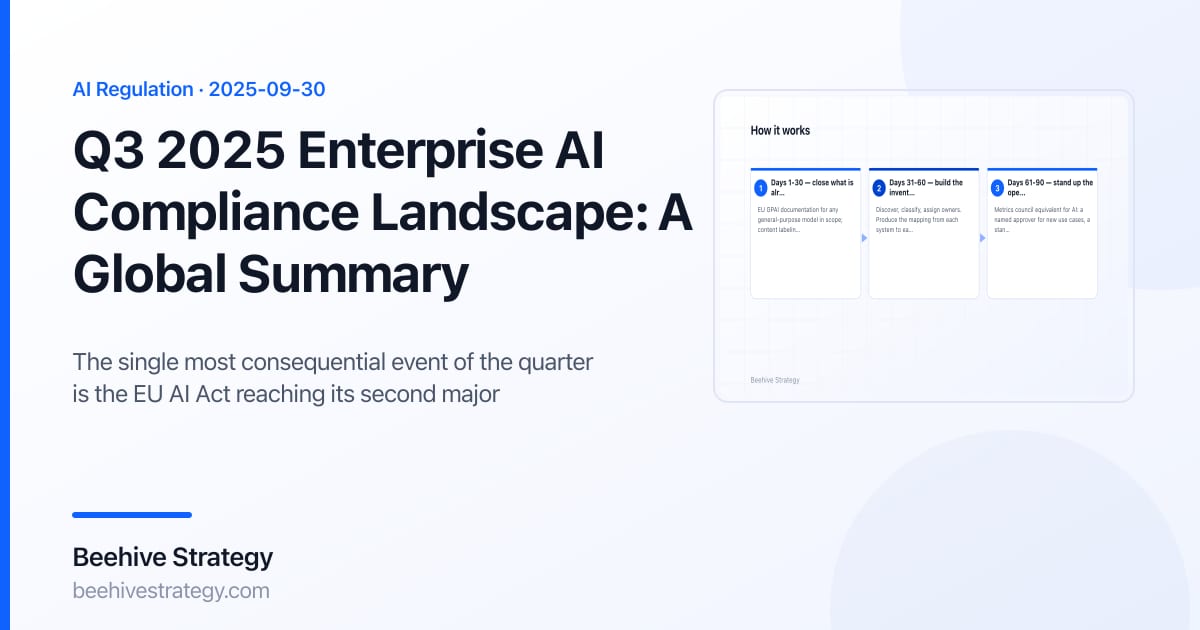 AI Regulation · 2025-09-30
Q3 2025 Enterprise AI
Compliance Landscape: A
Global Summary
The single most consequential event of the quarter
is the EU AI Act reaching its second major
Beehive Strategy
beehivestrategy.com
How it works
1
Days 1-30 — close what is
alr...
EU GPAI documentation for any
general-purpose model in scope;
content labelin...
2
Days 31-60 — build the
invent...
Discover, classify, assign owners.
Produce the mapping from each
system to ea...
3
Days 61-90 — stand up the
ope...
Metrics council equivalent for AI: a
named approver for new use cases, a
stan...
Beehive Strategy